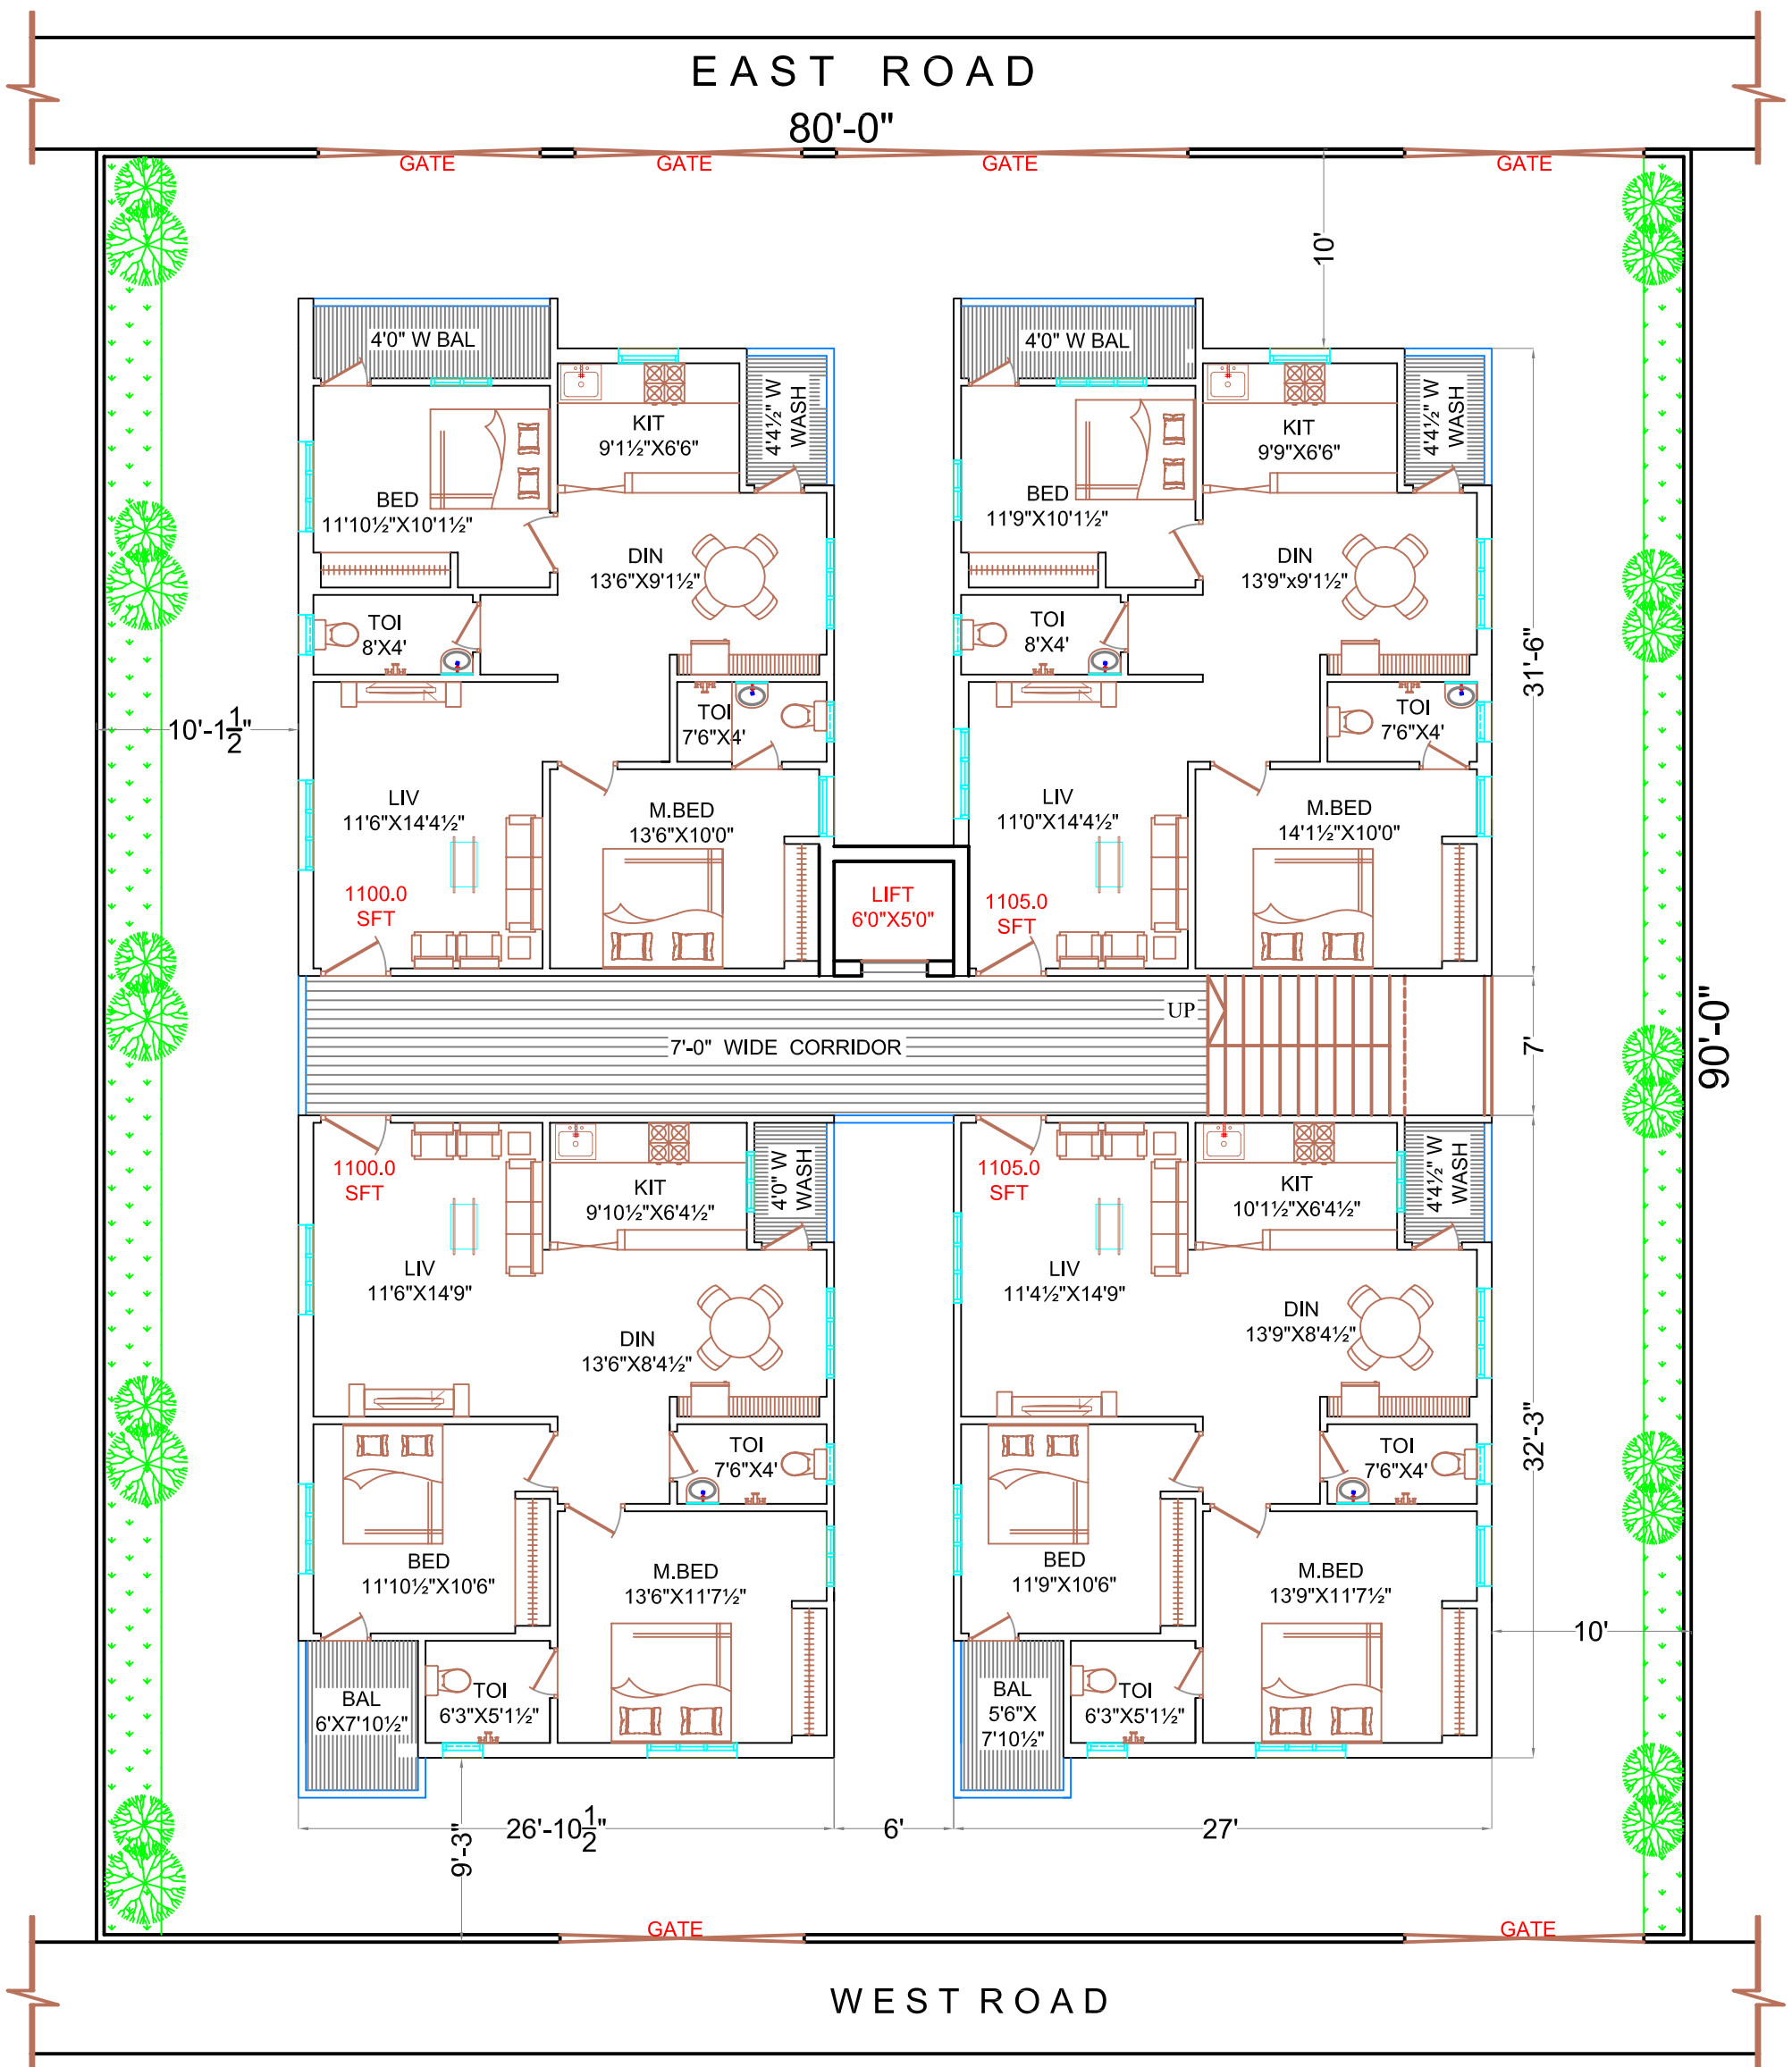 EAST ROAD
80'-0"
GATE
GATE
GATE
GATE
10'
4'0" W BAL
4'0" W BAL
KIT
9'1½"X6'6"
4'4½" W
WASH
KIT
9'9"X6'6"
4'4½" W
WASH
BED
11'10½"X10'1½"
BED
11'9"X10'1½"
DIN
13'6"X9'1½"
DIN
13'9"x9'1½"
TOI
8'X4'
TOI
8'X4'
31'-6"
10'-1½"
TOI
7'6"X4'
TOI
7'6"X4'
LIV
11'6"X14'4½"
M.BED
13'6"X10'0"
LIV
11'0"X14'4½"
M.BED
14'1½"X10'0"
1100.0
SFT
LIFT
6'0"X5'0"
1105.0
SFT
UP
7'-0" WIDE CORRIDOR
7'
90'-0"
1100.0
SFT
KIT
9'10½"X6'4½"
4'0" W
WASH
1105.0
SFT
KIT
10'1½"X6'4½"
4'4½" W
WASH
LIV
11'6"X14'9"
LIV
11'4½"X14'9"
DIN
13'6"X8'4½"
DIN
13'9"X8'4½"
TOI
7'6"X4'
TOI
7'6"X4'
32'-3"
BED
11'10½"X10'6"
M.BED
13'6"X11'7½"
BED
11'9"X10'6"
M.BED
13'9"X11'7½"
10'
BAL
6'X7'10½"
TOI
6'3"X5'1½"
BAL
5'6"X
7'10½"
TOI
6'3"X5'1½"
26'-10½"
6'
27'
9'-3"
GATE
GATE
WEST ROAD